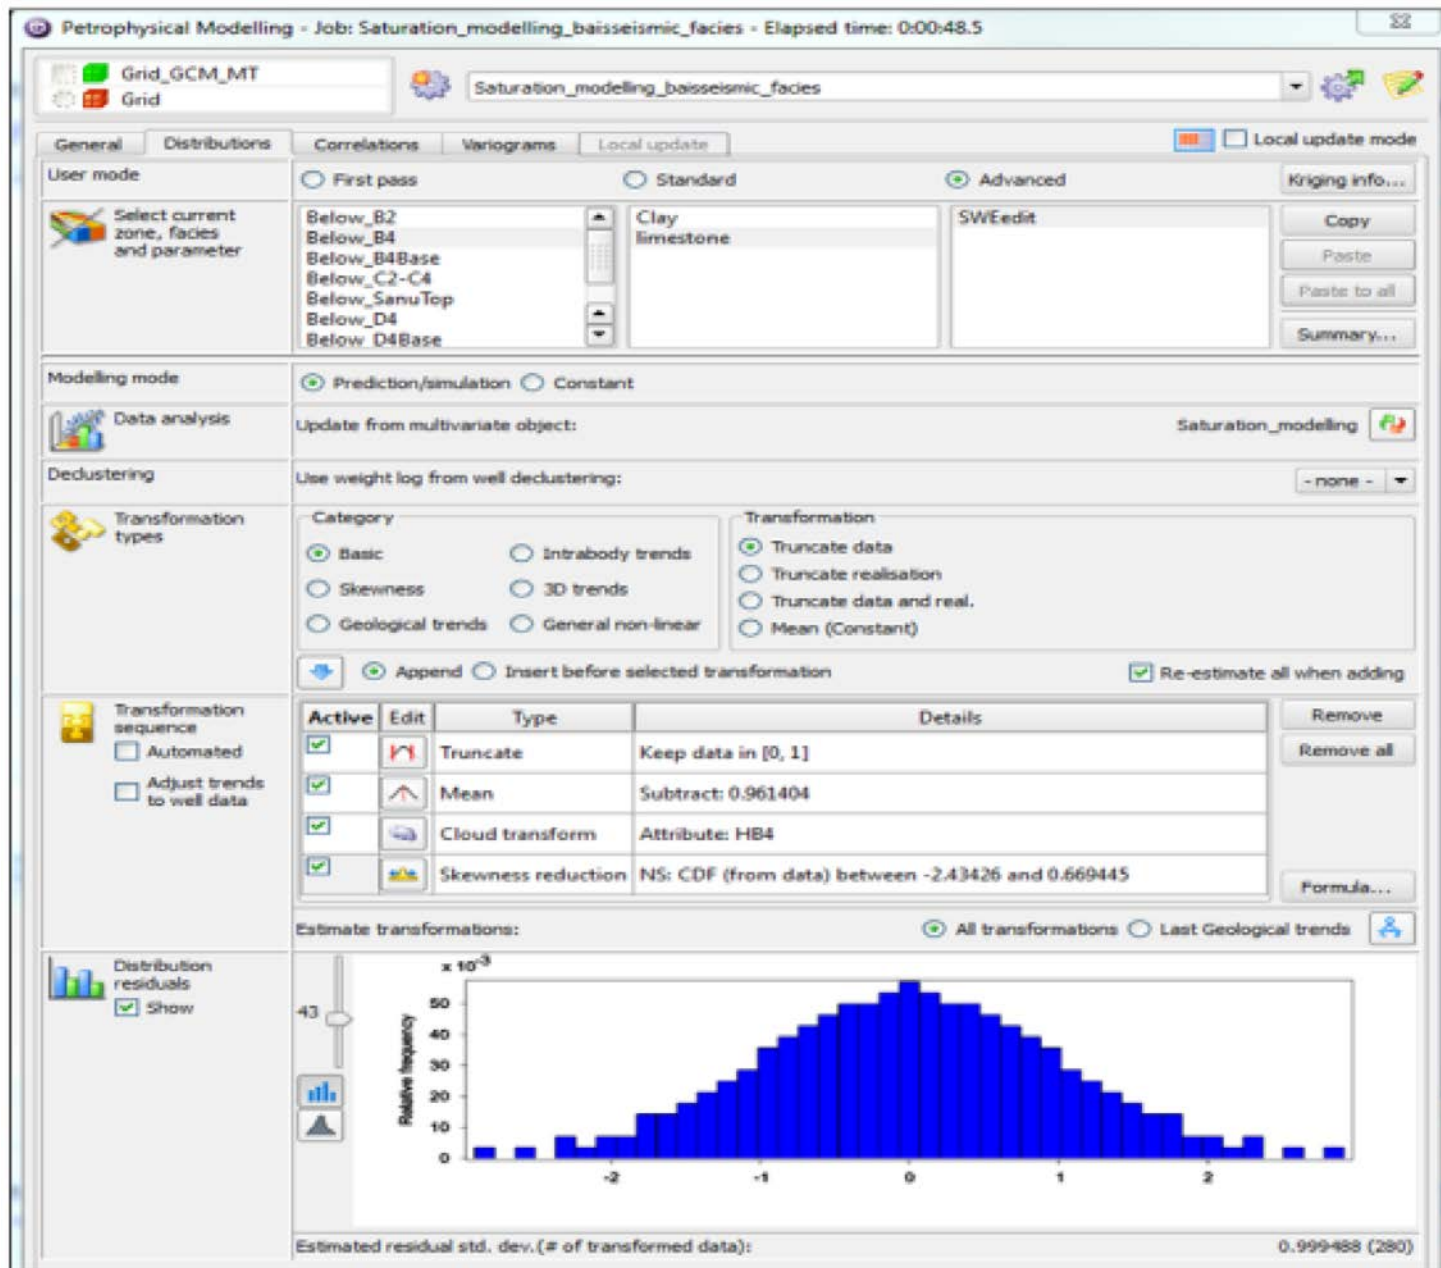 Petrophysical Modelling - Job: Saturation_modelling_baisseismic_facies - Elapsed time: 0:00:48.5
Grid_GCM_MT
Grid
Saturation_modelling_baisseismic_facies
General Distributions Correlations Variograms Local update Local update mode
User mode First pass Standard Advanced Kriging info...
Select current
zone, facies
and parameter
Below_B2
Below_B4
Below_B4Base
Below_C2-C4
Below_SanuTop
Below_D4
Below_D4Base
Clay
limestone
SWEedit
Copy
Paste
Paste to all
Summary...
Modelling mode Prediction/simulation Constant
Data analysis Update from multivariate object: Saturation_modelling
Declustering Use weight log from well declustering: - none -
Transformation
types
Category
Basic Intrabody trends
Skewness 3D trends
Geological trends General non-linear
Transformation
Truncate data
Truncate realisation
Truncate data and real.
Mean (Constant)
Append Insert before selected transformation Re-estimate all when adding
Transformation
sequence
Automated
Adjust trends
to well data
Active Edit Type Details
Truncate Keep data in [0, 1]
Mean Subtract: 0.961404
Cloud transform Attribute: HB4
Skewness reduction NS: CDF (from data) between -2.43426 and 0.669445
Remove
Remove all
Formula...
Estimate transformations: All transformations Last Geological trends
Distribution
residuals
Show
43
x 10-3
Relative frequency
50
40
30
20
10
0
-2 -1 0 1 2
Estimated residual std. dev.(# of transformed data): 0.999488 (280)